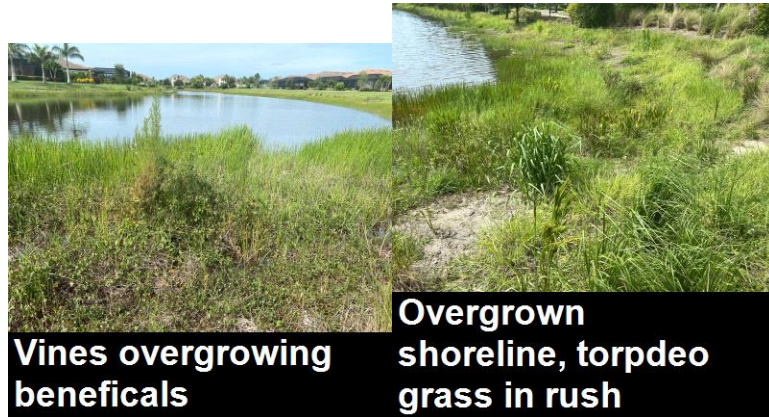 Vines overgrowing
beneficals
Overgrown
shoreline, torpdeo
grass in rush